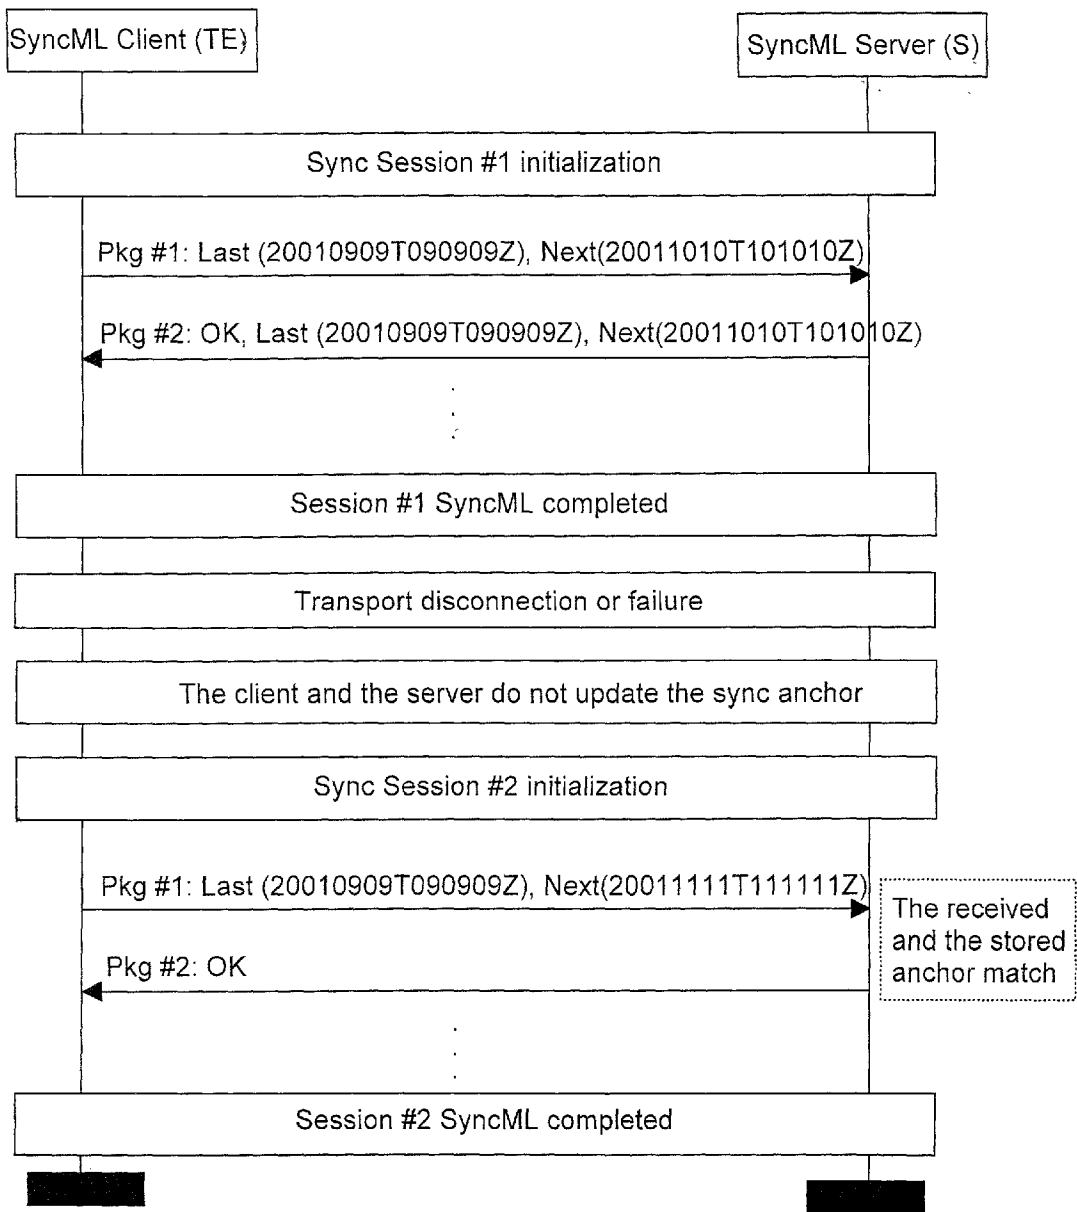 SyncML Client (TE)
SyncML Server (S)
Sync Session #1 initialization
Pkg #1: Last (20010909T090909Z), Next(20011010T101010Z)
Pkg #2: OK, Last (20010909T090909Z), Next(20011010T101010Z)
Session #1 SyncML completed
Transport disconnection or failure
The client and the server do not update the sync anchor
Sync Session #2 initialization
Pkg #1: Last (20010909T090909Z), Next(20011111T111111Z)
The received
and the stored
anchor match
Pkg #2: OK
Session #2 SyncML completed